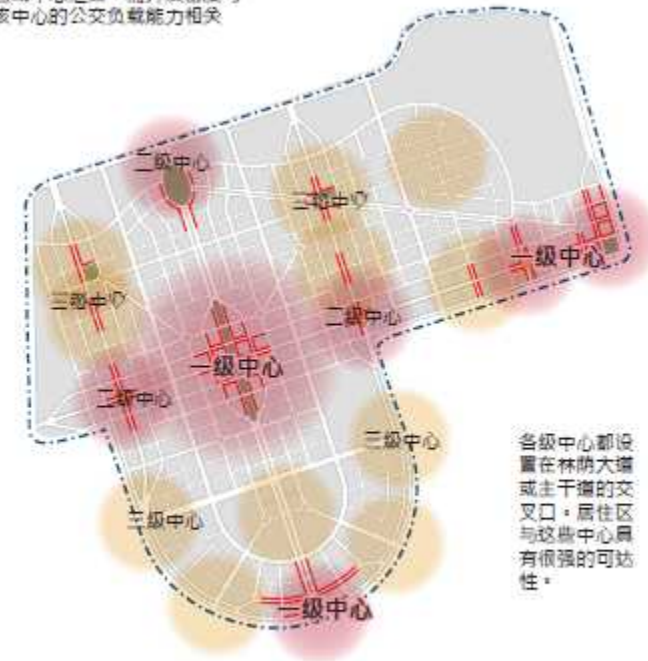 该中心的公交负载能力相关
二级中心
三级中心
一级中心
三级中心
二级中心
一级中心
二级中心
三级中心
三级中心
一级中心
各级中心都设
置在林荫大道
或主干道的交
叉口。居住区
与这些中心具
有很强的可达
性。